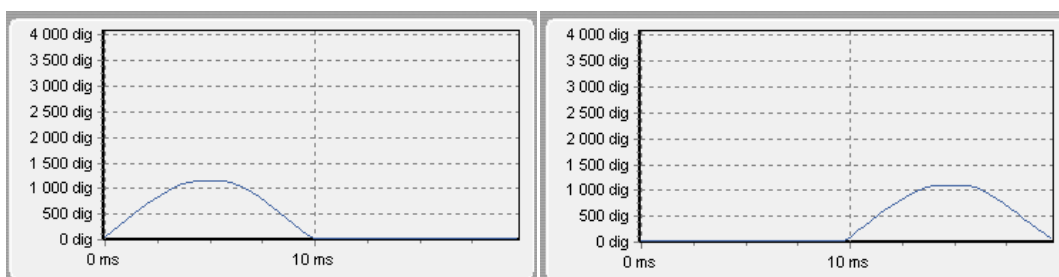 4 000 dig
3 500 dig
3 000 dig
2 500 dig
2 000 dig
1 500 dig
1 000 dig
500 dig
0 dig
0 ms 10 ms
4 000 dig
3 500 dig
3 000 dig
2 500 dig
2 000 dig
1 500 dig
1 000 dig
500 dig
0 dig
0 ms 10 ms